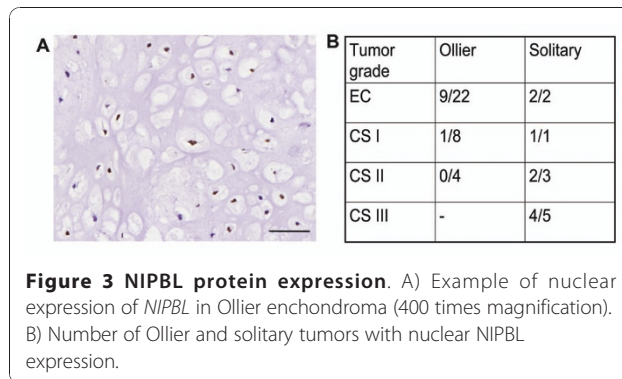 A
B
Tumor grade Ollier Solitary
EC 9/22 2/2
CS I 1/8 1/1
CS II 0/4 2/3
CS III - 4/5
Figure 3 NIPBL protein expression. A) Example of nuclear
expression of NIPBL in Ollier enchondroma (400 times magnification).
B) Number of Ollier and solitary tumors with nuclear NIPBL
expression.